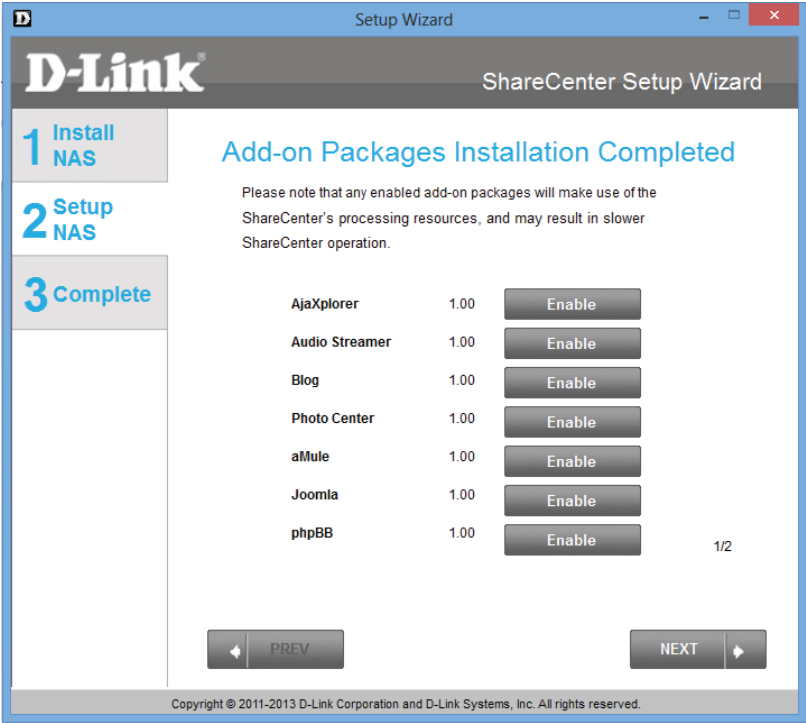 Setup Wizard
D-Link®
ShareCenter Setup Wizard
1 Install
NAS
2 Setup
NAS
3 Complete
Add-on Packages Installation Completed
Please note that any enabled add-on packages will make use of the
ShareCenter's processing resources, and may result in slower
ShareCenter operation.
AjaXplorer 1.00 Enable
Audio Streamer 1.00 Enable
Blog 1.00 Enable
Photo Center 1.00 Enable
aMule 1.00 Enable
Joomla 1.00 Enable
phpBB 1.00 Enable
1/2
PREV
NEXT
Copyright © 2011-2013 D-Link Corporation and D-Link Systems, Inc. All rights reserved.